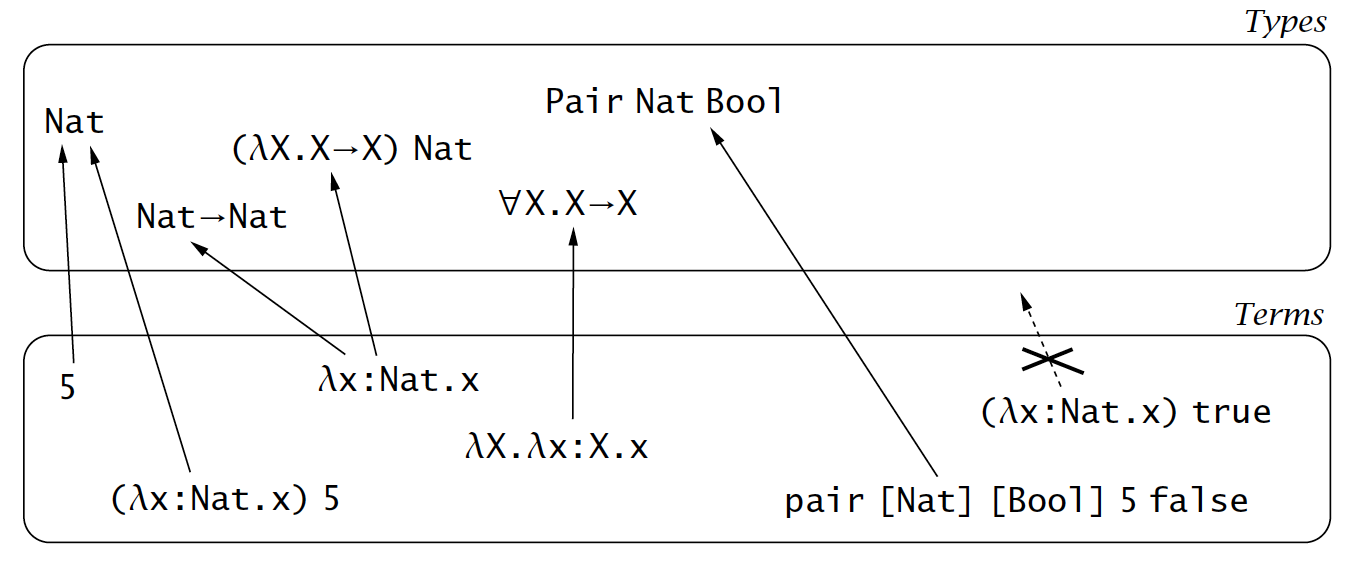 Types
Pair Nat Bool
Nat
(λX.X→X) Nat
∀X.X→X
Nat→Nat
Terms
λx:Nat.x
5
(λx:Nat.x) true
λX.λx:X.x
(λx:Nat.x) 5
pair [Nat] [Bool] 5 false